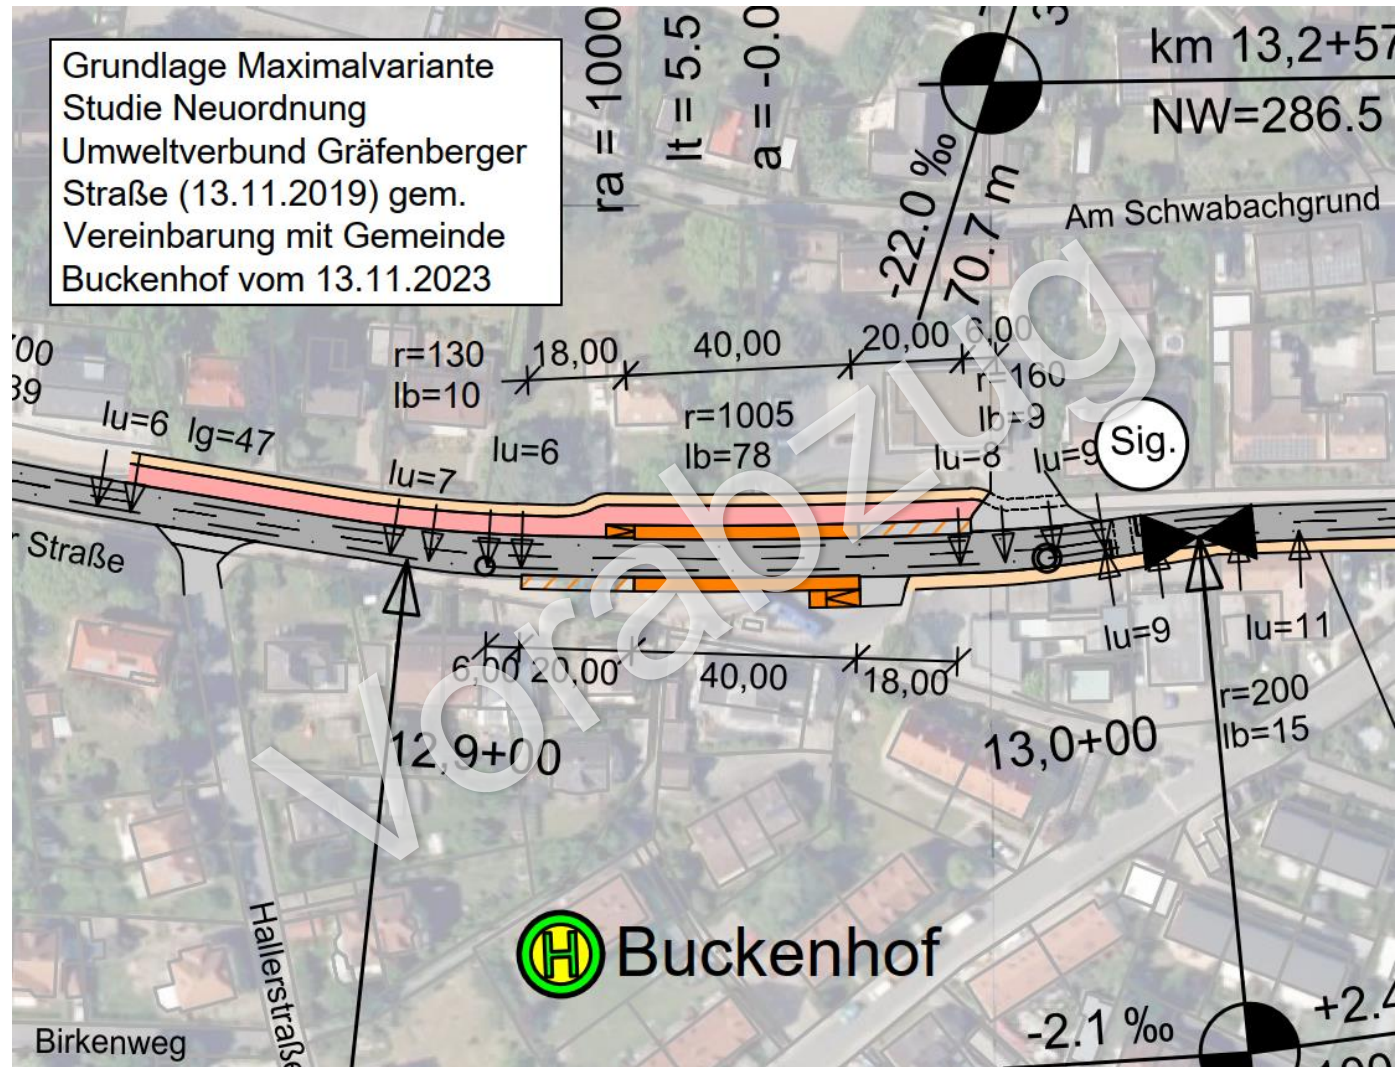 Grundlage Maximalvariante
Studie Neuordnung
Umweltverbund Gräfenberger
Straße (13.11.2019) gem.
Vereinbarung mit Gemeinde
Buckenhof vom 13.11.2023
ra = 1000
lt = 5.5
a = -0.0
3
km 13,2+57
NW=286.5
-22.0 ‰
70.7 m
Am Schwabachgrund
00
39
r=130
lb=10
18,00
40,00
20,00
6,00
r=160
lb=9
r=1005
lb=78
lu=6
lg=47
lu=7
lu=6
lu=8
lu=9
Sig.
r Straße
lu=9
lu=11
6,00
20,00
40,00
18,00
r=200
lb=15
12,9+00
13,0+00
Vorabzug
Hallerstraße
H
Buckenhof
Birkenweg
-2.1 ‰
+2.4